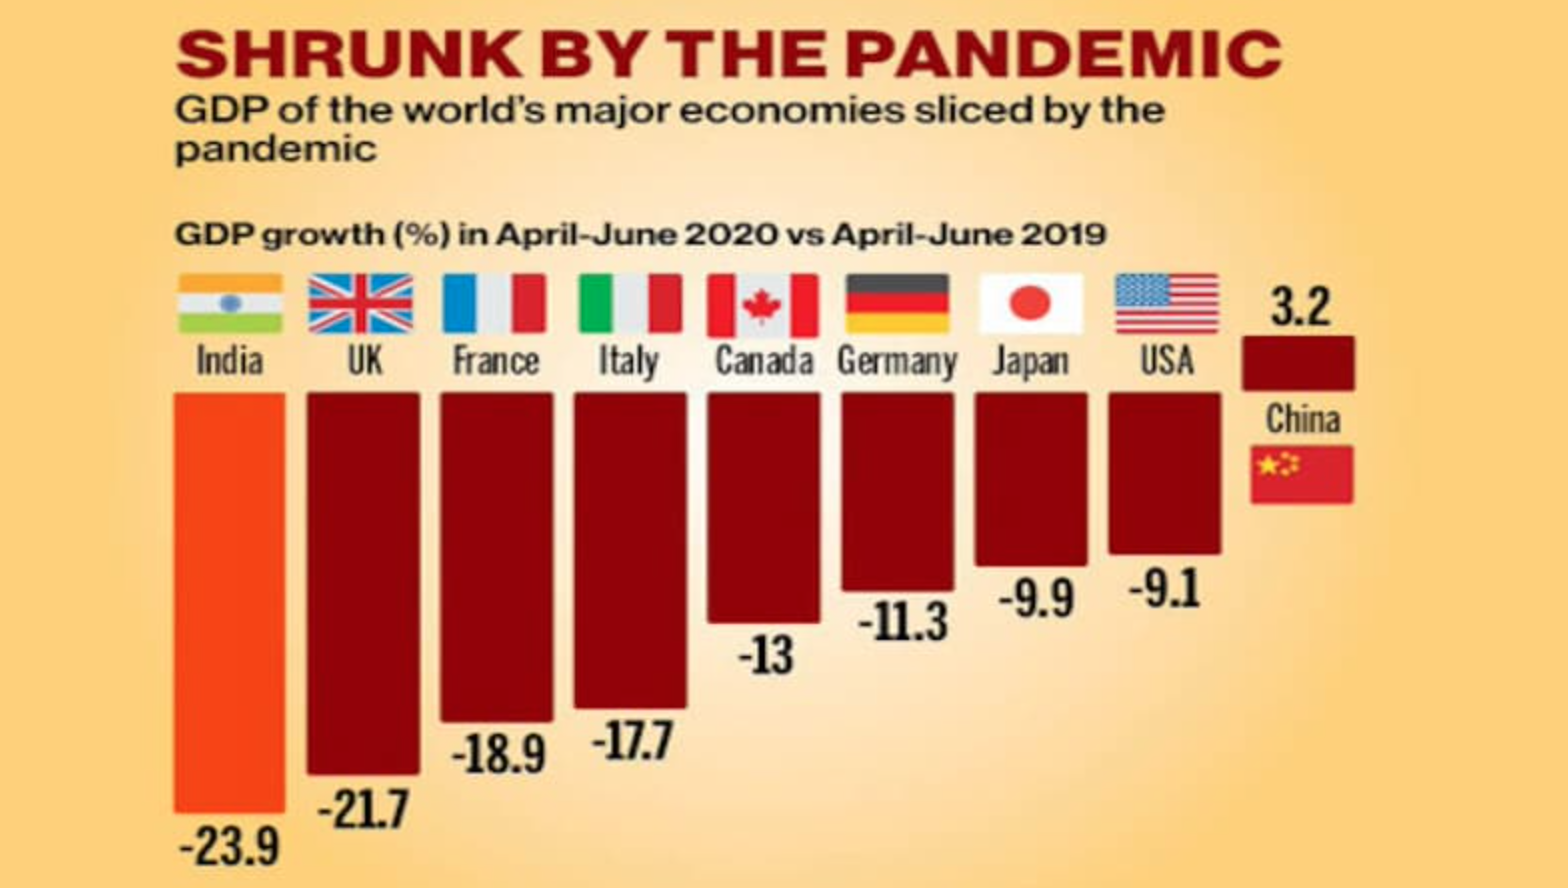 SHRUNK BY THE PANDEMIC
GDP of the world's major economies sliced by the
pandemic
GDP growth (%) in April-June 2020 vs April-June 2019
India UK France Italy Canada Germany Japan USA
3.2
China
-23.9 -21.7 -18.9 -17.7 -13 -11.3 -9.9 -9.1